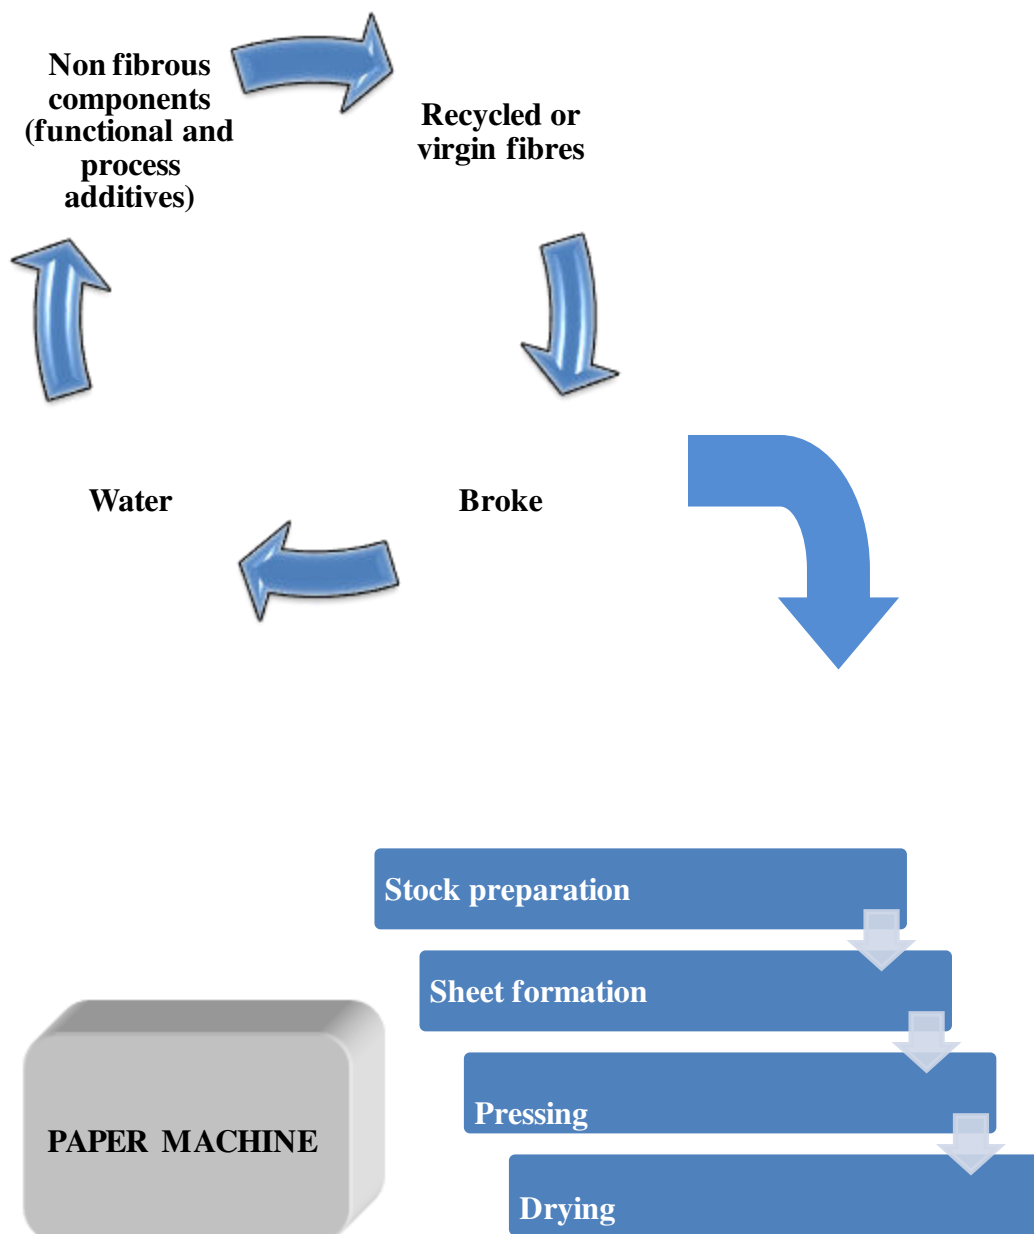 Non fibrous
components
(functional and
process
additives)
Recycled or
virgin fibres
Water
Broke
Stock preparation
Sheet formation
Pressing
PAPER MACHINE
Drying